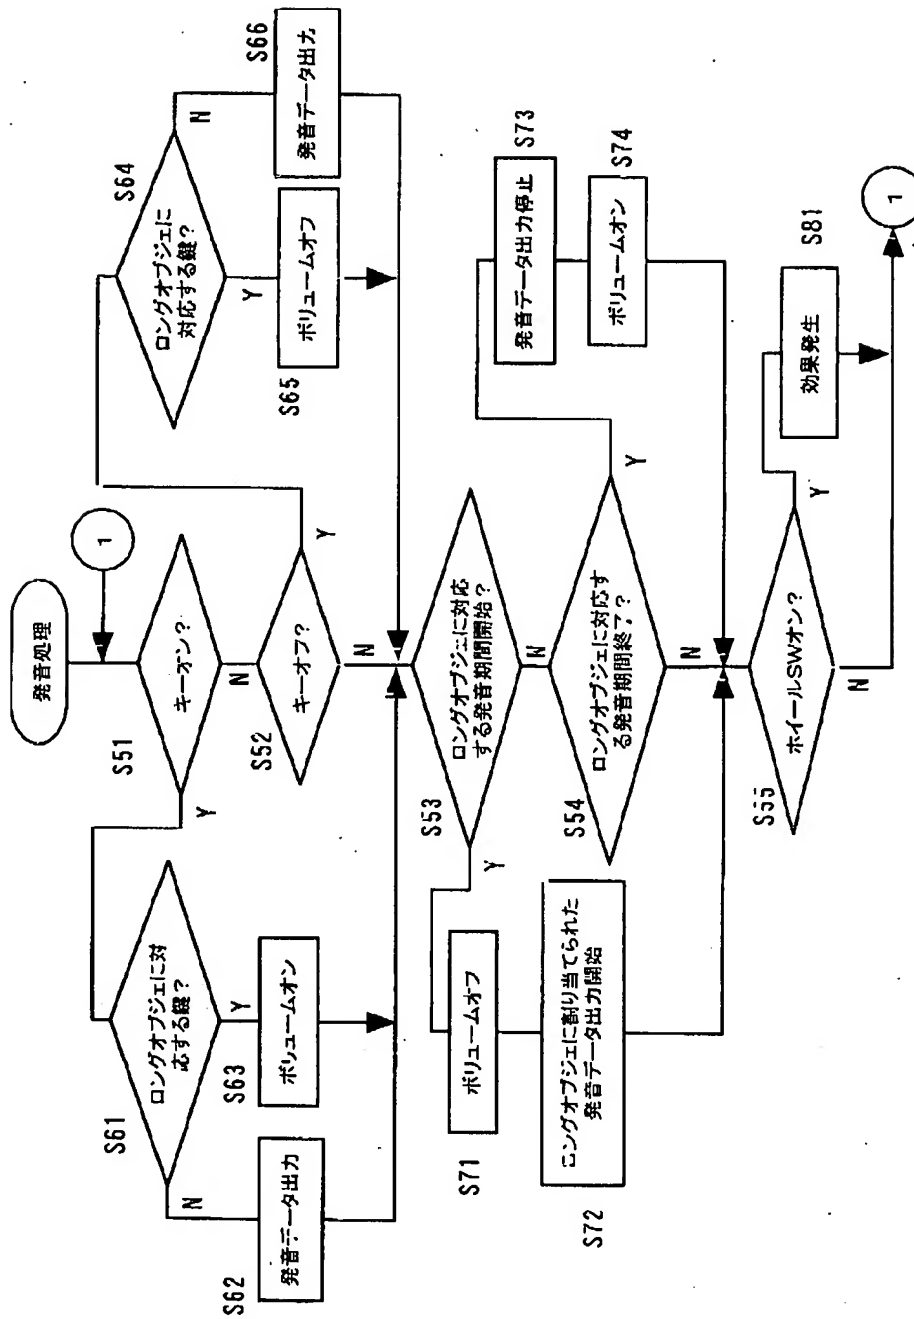 発音処理
1
S51
キーオン?
Y
N
S52
キーオフ?
Y
N
S61
ロングオブジェに対
応する鍵?
N
Y
S62
発音データ出力
S63
ボリュームオン
S64
ロングオブジェに
対応する鍵?
Y
N
S65
ボリュームオフ
S66
発音データ出力
S53
ロングオブジェに対応
する発音期間開始?
Y
N
S71
ボリュームオフ
S72
ロングオブジェに割り当てられた
発音データ出力開始
S54
ロングオブジェに対応す
る発音期間終了?
Y
N
S73
発音データ出力停止
S74
ボリュームオン
S55
ホイールSWオン?
Y
N
S81
効果発生
1